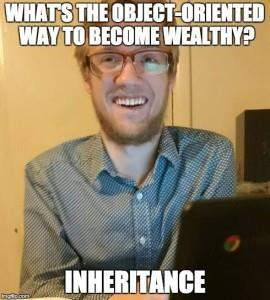 WHAT'S THE OBJECT-ORIENTED
WAY TO BECOME WEALTHY?
INHERITANCE
imgflip.com